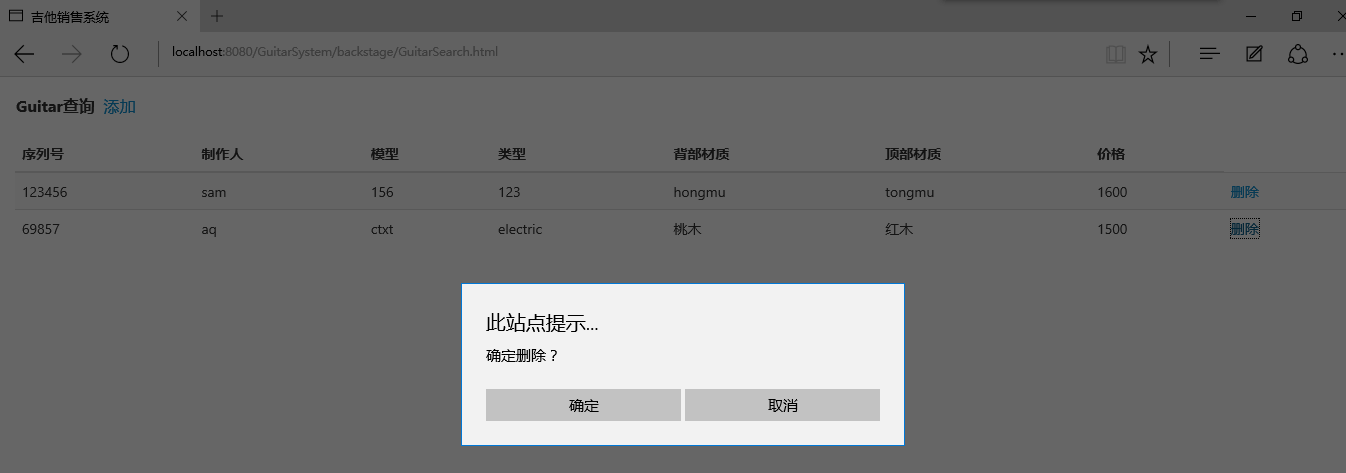 吉他销售系统
localhost:8080/GuitarSystem/backstage/GuitarSearch.html
Guitar查询 添加
序列号 制作人 模型 类型 背部材质 顶部材质 价格
123456 sam 156 123 hongmu tongmu 1600 删除
69857 aq ctxt electric 桃木 红木 1500 删除
此站点提示...
确定删除？
确定 取消